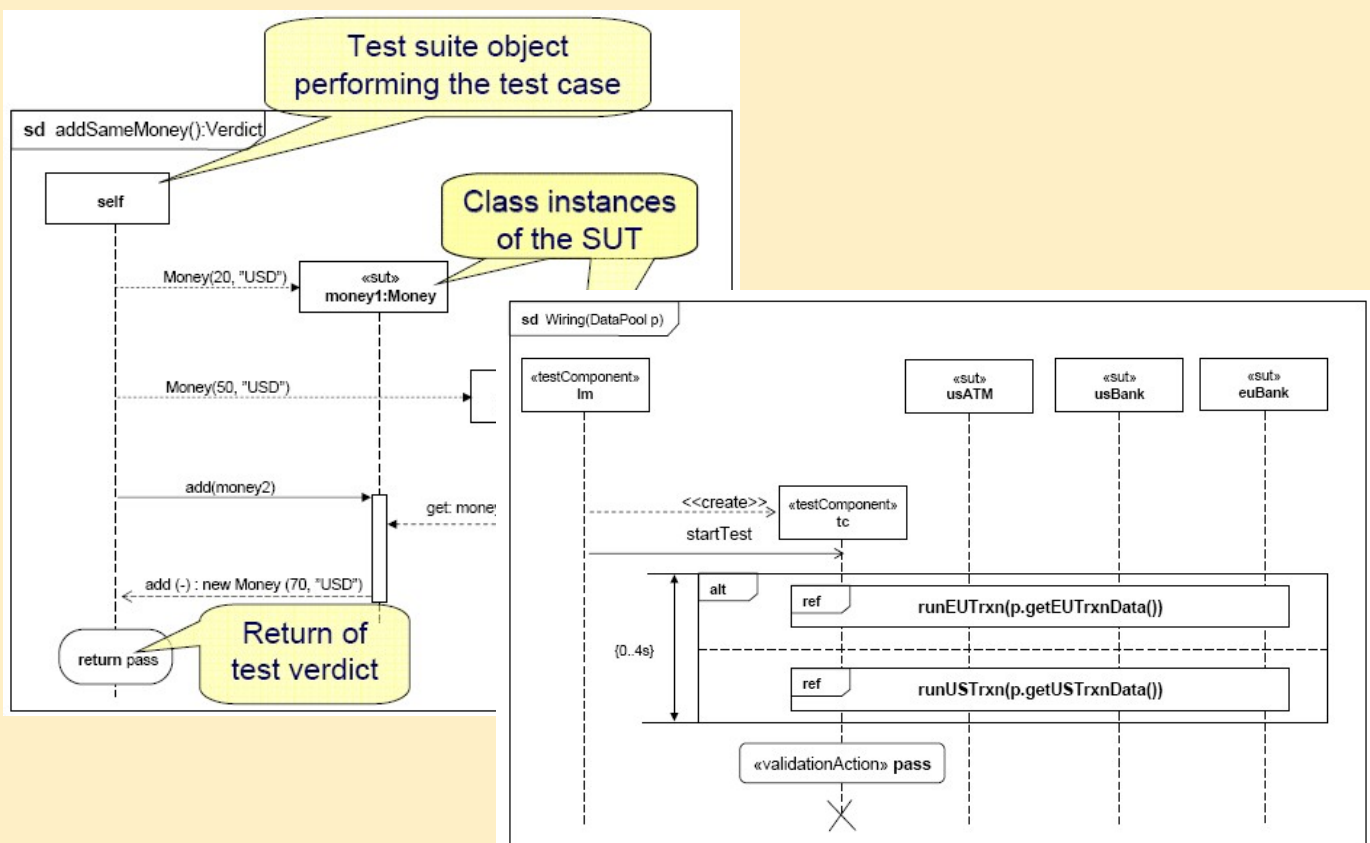 Test suite object
performing the test case
sd addSameMoney():Verdict
self
Class instances
of the SUT
Money(20, "USD")
«sut»
money1:Money
Money(50, "USD")
add(money2)
get: money
add (-) : new Money (70, "USD")
Return of
test verdict
return pass
sd Wiring(DataPool p)
«testComponent»
lm
«sut»
usATM
«sut»
usBank
«sut»
euBank
<<create>>
«testComponent»
tc
startTest
alt
ref
runEUTrxn(p.getEUTrxnData())
{0..4s}
ref
runUSTrxn(p.getUSTrxnData())
«validationAction» pass